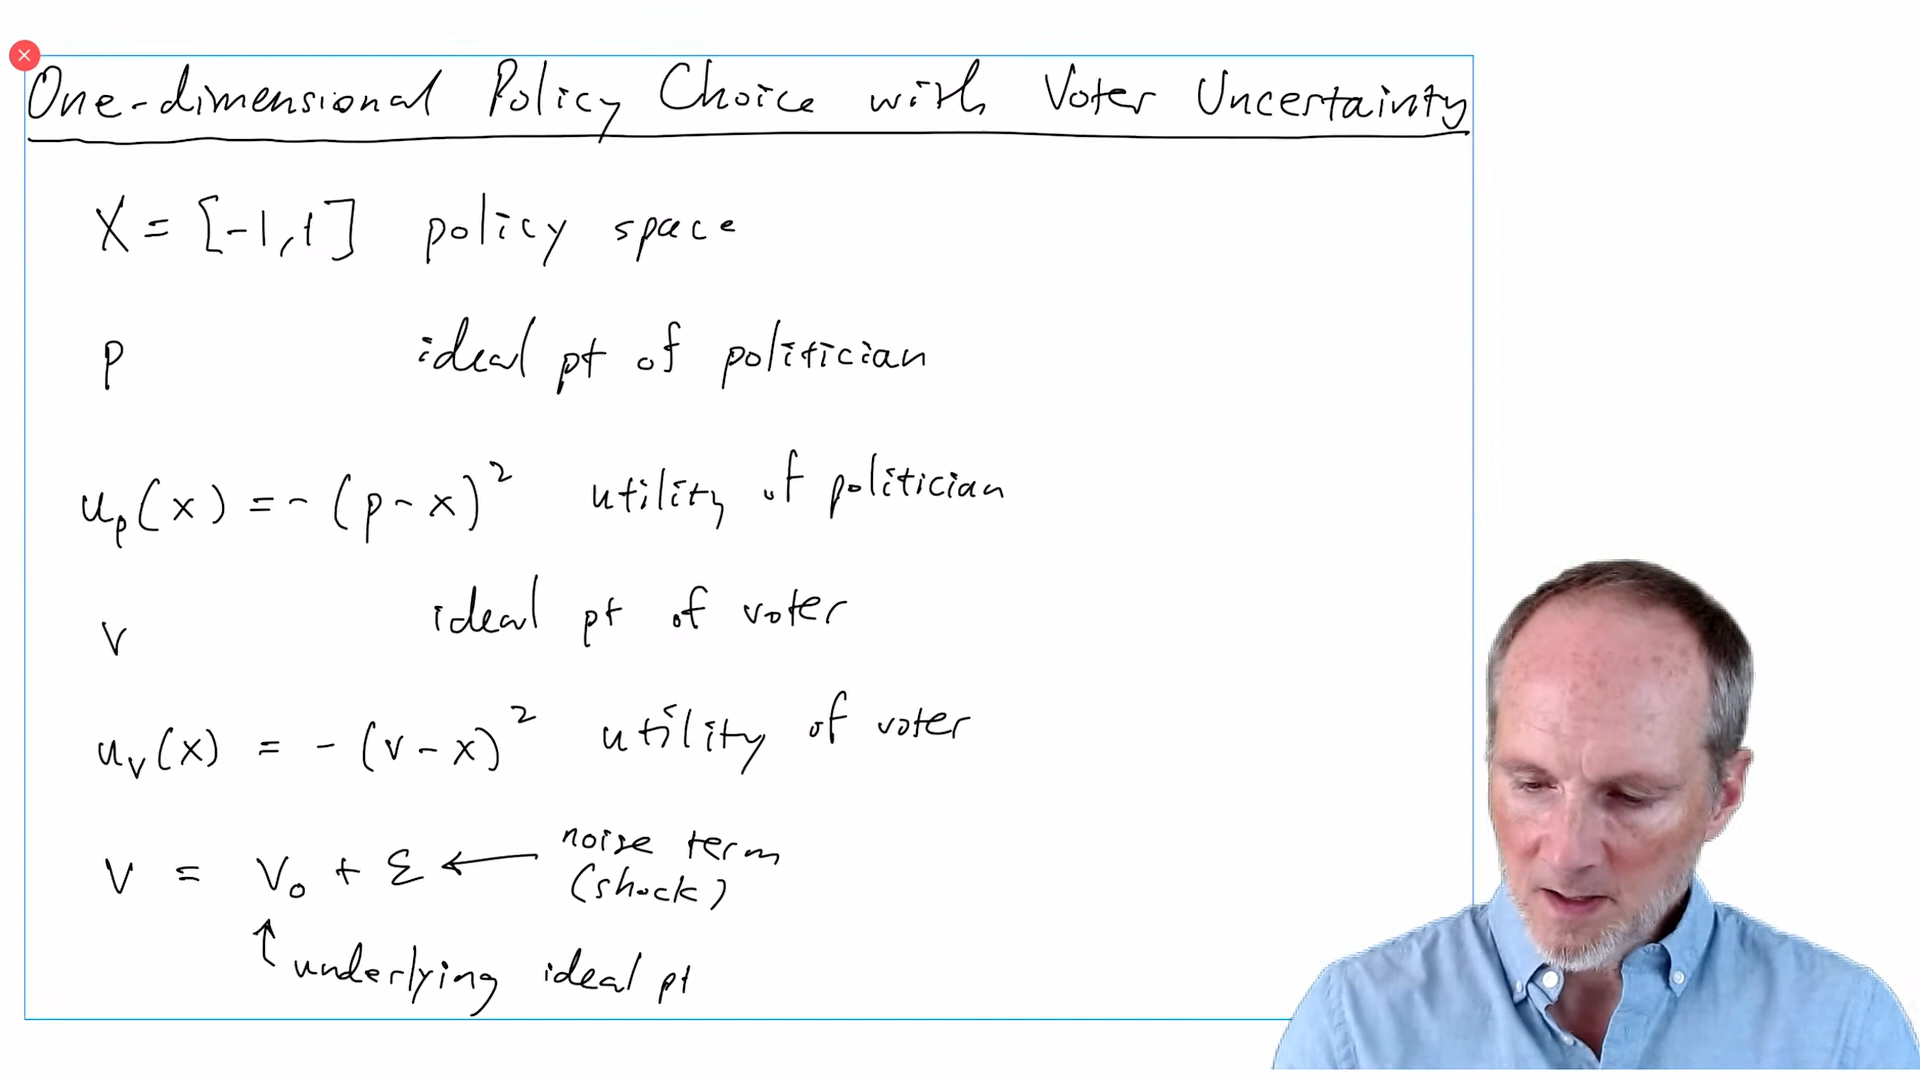 One-dimensional Policy Choice with Voter Uncertainty
X = [-1,1] policy space
p ideal pt of politician
u_p(x) = -(p-x)² utility of politician
v ideal pt of voter
u_v(x) = -(v-x)² utility of voter
v = v₀ + ε ← noise term
(shock)
↑ underlying ideal pt